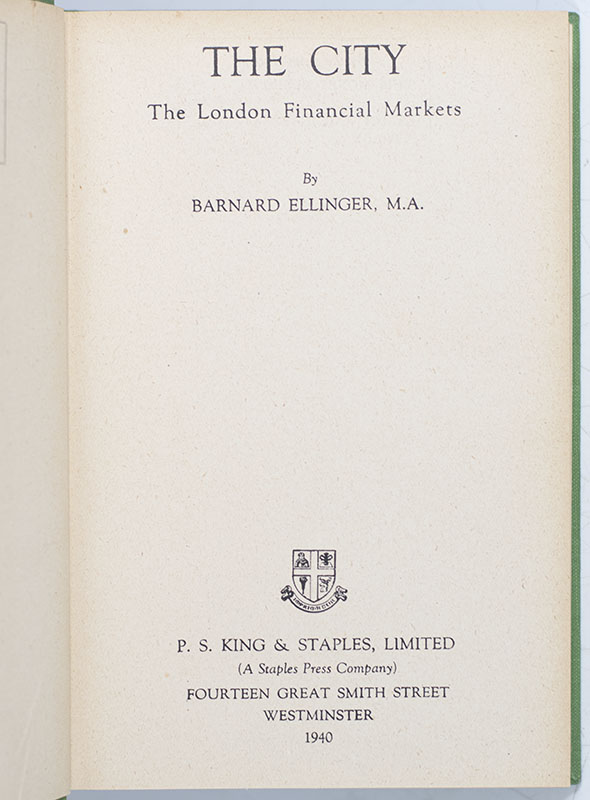 THE CITY
The London Financial Markets
By
BARNARD ELLINGER, M.A.
P. S. KING & STAPLES, LIMITED
(A Staples Press Company)
FOURTEEN GREAT SMITH STREET
WESTMINSTER
1940